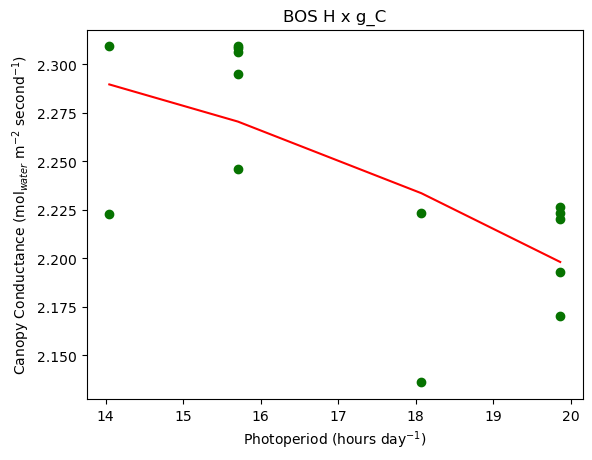 BOS H x g_C
Canopy Conductance (mol_water m⁻² second⁻¹)
2.300
2.275
2.250
2.225
2.200
2.175
2.150
14 15 16 17 18 19 20
Photoperiod (hours day⁻¹)